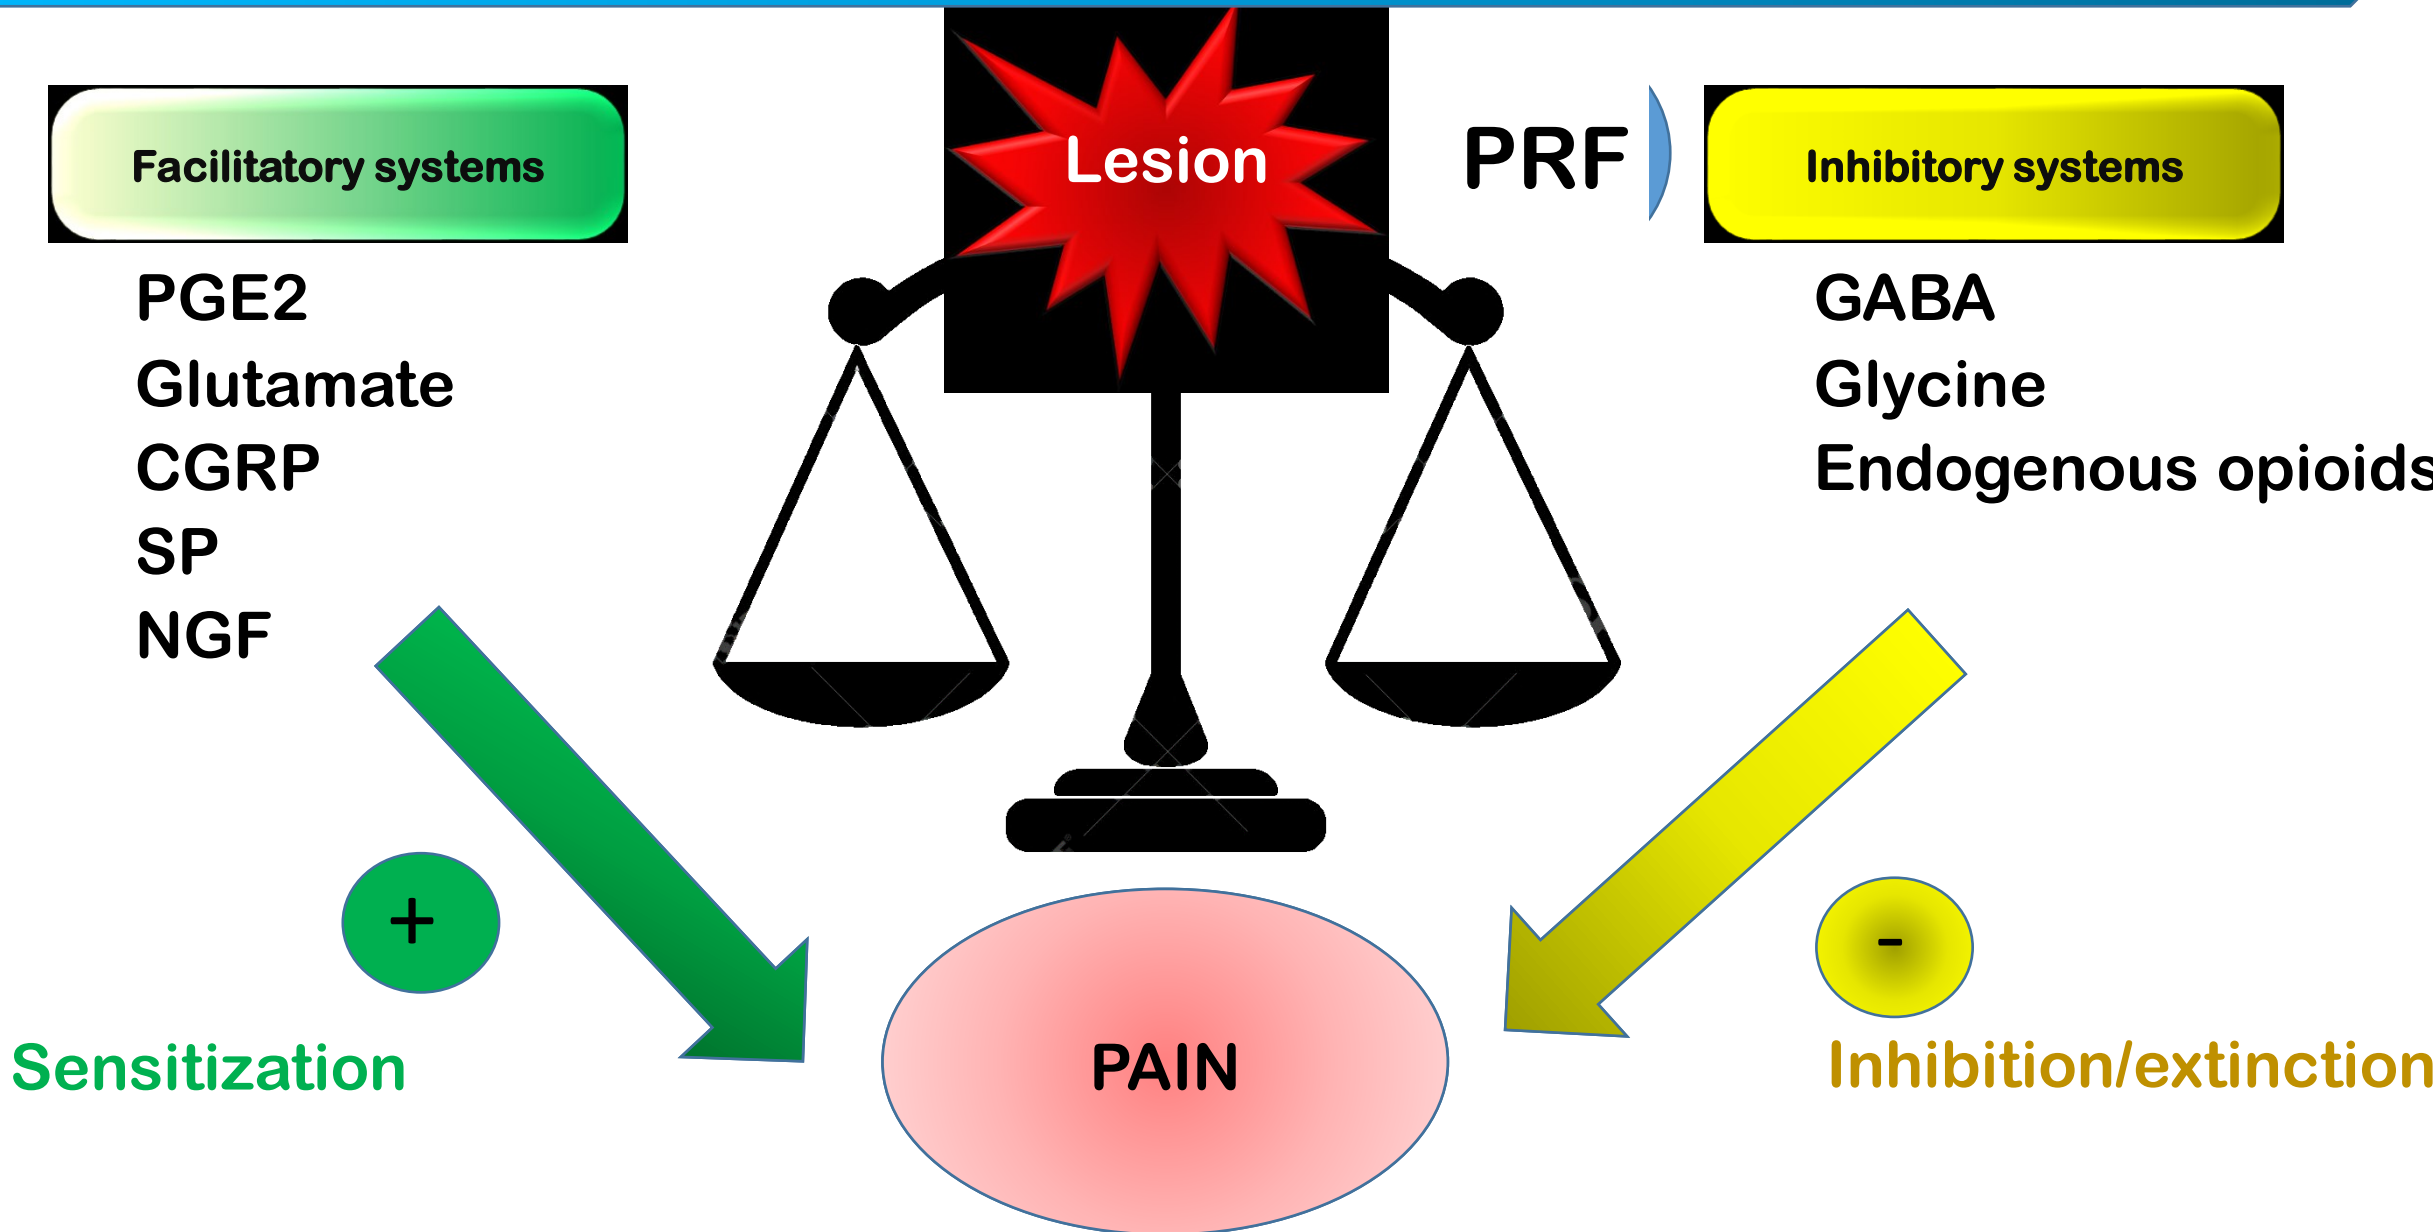 Lesion
PRF
Facilitatory systems
PGE2
Glutamate
CGRP
SP
NGF
Inhibitory systems
GABA
Glycine
Endogenous opioids
+
-
Sensitization
PAIN
Inhibition/extinction